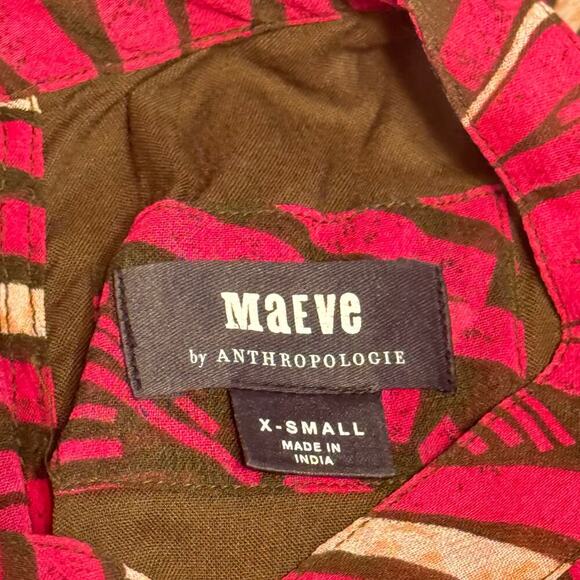 MaEVe
by ANTHROPOLOGIE
X-SMALL
MADE IN
INDIA